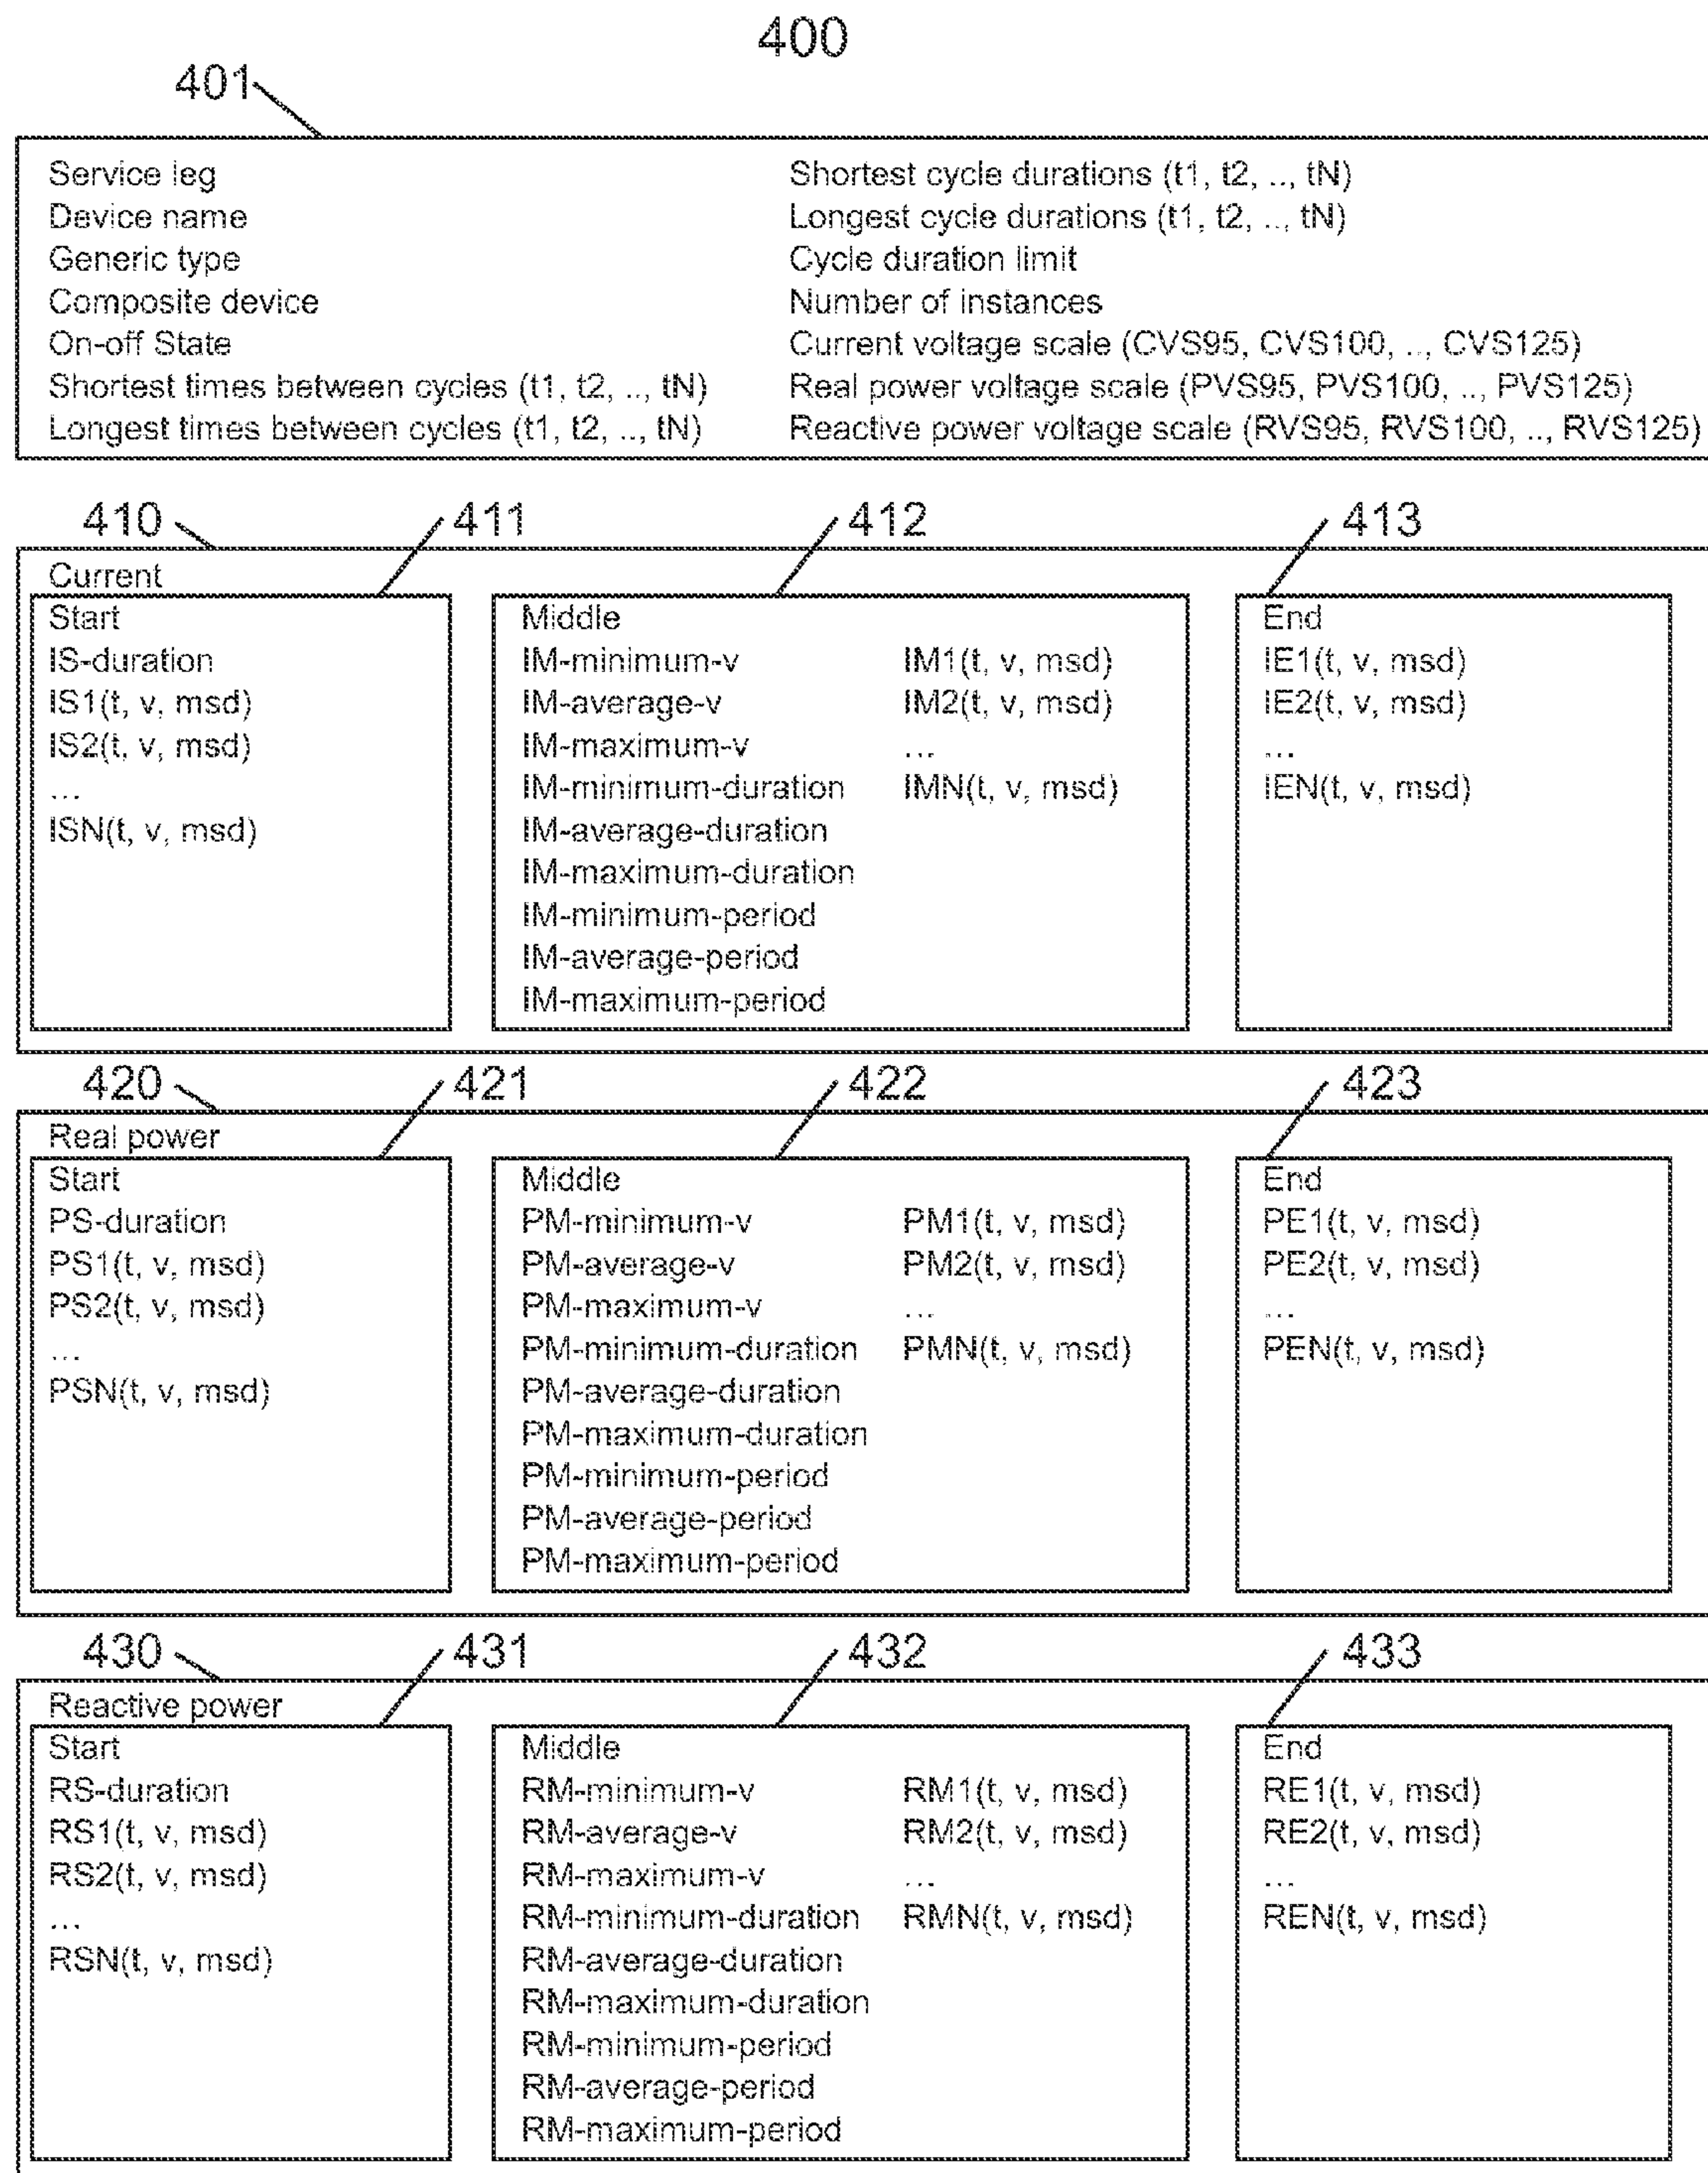 400
401
Service leg
Device name
Generic type
Composite device
On-off State
Shortest times between cycles (t1, t2, .., tN)
Longest times between cycles (t1, t2, .., tN)
Shortest cycle durations (t1, t2, .., tN)
Longest cycle durations (t1, t2, .., tN)
Cycle duration limit
Number of instances
Current voltage scale (CVS95, CVS100, .., CVS125)
Real power voltage scale (PVS95, PVS100, .., PVS125)
Reactive power voltage scale (RVS95, RVS100, .., RVS125)
410
411
412
413
Current
Start
IS-duration
IS1(t, v, msd)
IS2(t, v, msd)
...
ISN(t, v, msd)
Middle
IM-minimum-v
IM-average-v
IM-maximum-v
IM-minimum-duration
IM-average-duration
IM-maximum-duration
IM-minimum-period
IM-average-period
IM-maximum-period
IM1(t, v, msd)
IM2(t, v, msd)
...
IMN(t, v, msd)
End
IE1(t, v, msd)
IE2(t, v, msd)
...
IEN(t, v, msd)
420
421
422
423
Real power
Start
PS-duration
PS1(t, v, msd)
PS2(t, v, msd)
...
PSN(t, v, msd)
Middle
PM-minimum-v
PM-average-v
PM-maximum-v
PM-minimum-duration
PM-average-duration
PM-maximum-duration
PM-minimum-period
PM-average-period
PM-maximum-period
PM1(t, v, msd)
PM2(t, v, msd)
...
PMN(t, v, msd)
End
PE1(t, v, msd)
PE2(t, v, msd)
...
PEN(t, v, msd)
430
431
432
433
Reactive power
Start
RS-duration
RS1(t, v, msd)
RS2(t, v, msd)
...
RSN(t, v, msd)
Middle
RM-minimum-v
RM-average-v
RM-maximum-v
RM-minimum-duration
RM-average-duration
RM-maximum-duration
RM-minimum-period
RM-average-period
RM-maximum-period
RM1(t, v, msd)
RM2(t, v, msd)
...
RMN(t, v, msd)
End
RE1(t, v, msd)
RE2(t, v, msd)
...
REN(t, v, msd)